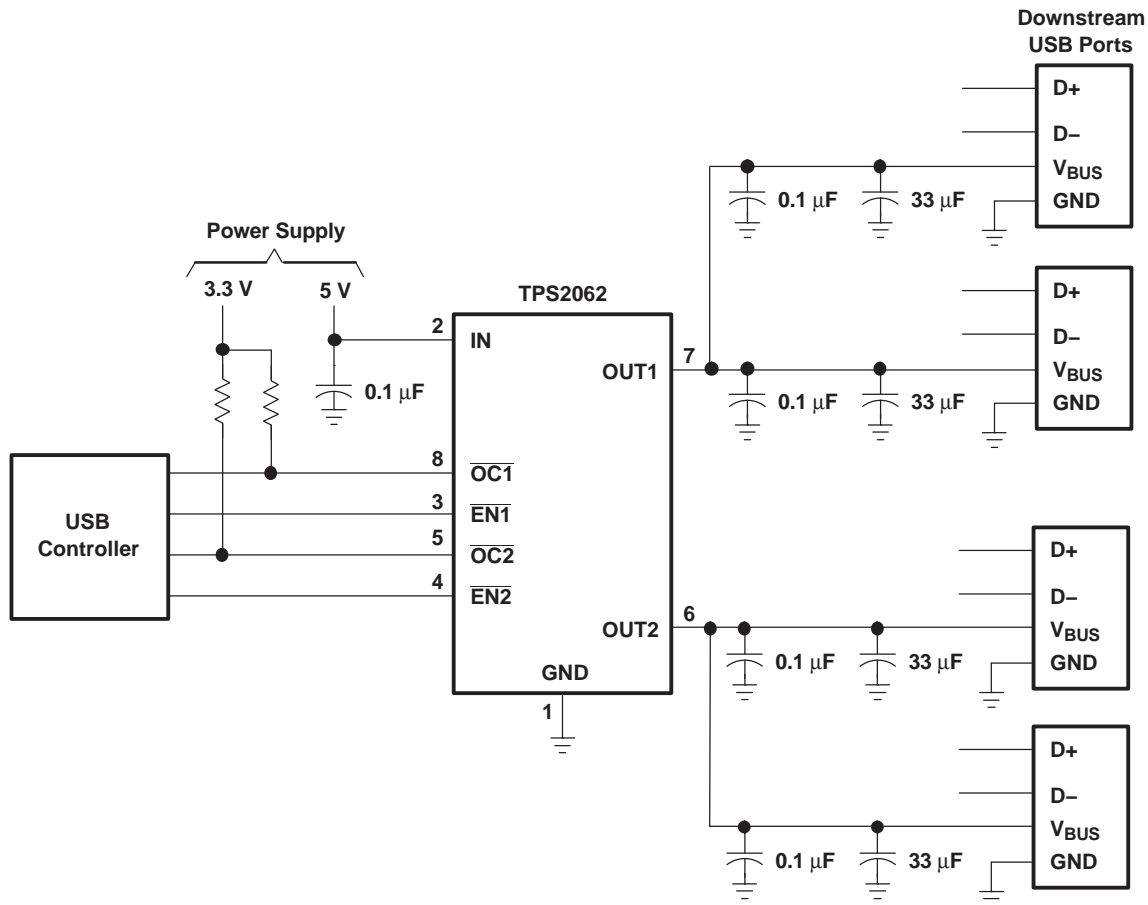 Downstream
USB Ports
D+
D−
VBUS
GND
0.1 μF
33 μF
Power Supply
3.3 V
5 V
TPS2062
2
IN
0.1 μF
OUT1
7
D+
D−
VBUS
GND
0.1 μF
33 μF
USB
Controller
8
OC1
3
EN1
5
OC2
4
EN2
OUT2
6
GND
1
D+
D−
VBUS
GND
0.1 μF
33 μF
D+
D−
VBUS
GND
0.1 μF
33 μF